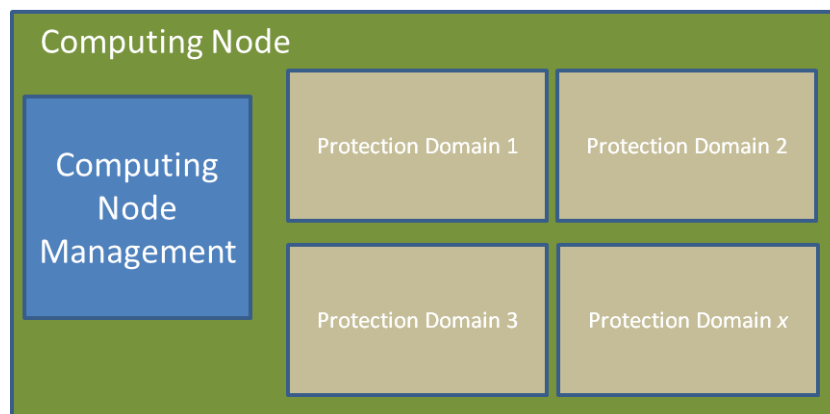 Computing Node
Computing
Node
Management
Protection Domain 1
Protection Domain 2
Protection Domain 3
Protection Domain x